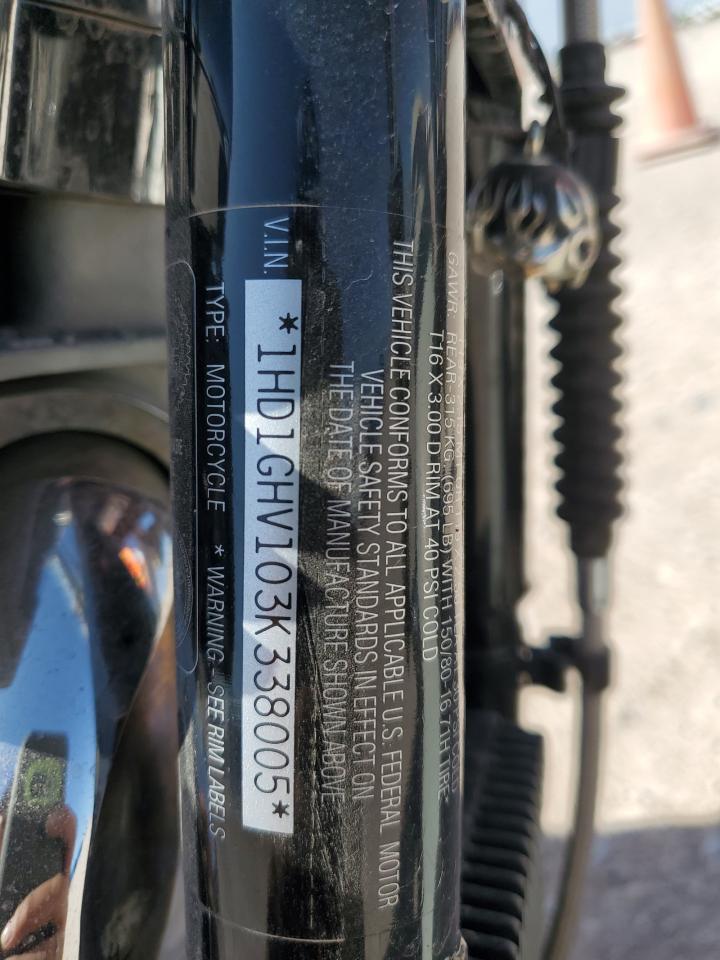 GAWR: REAR-315 KG (695 LB) WITH 150/80-16 71H TIRE
T16 X 3.00 D RIM, AT 40 PSI COLD
THIS VEHICLE CONFORMS TO ALL APPLICABLE U.S. FEDERAL MOTOR
VEHICLE SAFETY STANDARDS IN EFFECT ON
THE DATE OF MANUFACTURE SHOWN ABOVE
V.I.N. *1HD1GHV103K338005*
TYPE: MOTORCYCLE * WARNING - SEE RIM LABELS